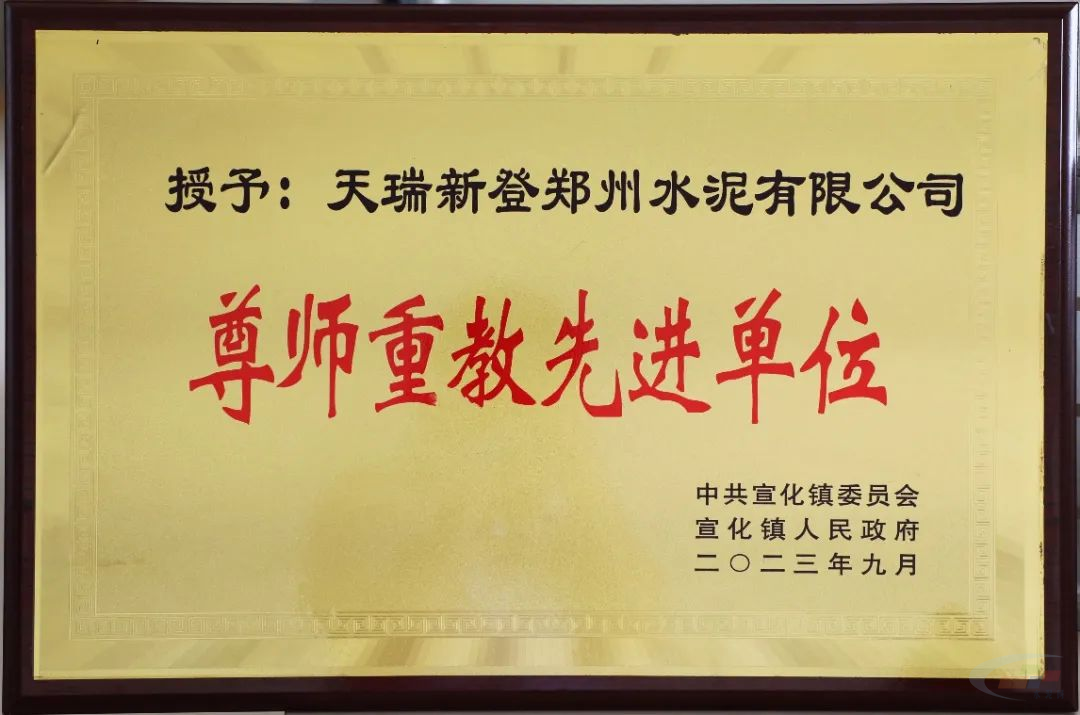 授予：天瑞新登郑州水泥有限公司
尊师重教先进单位
中共宣化镇委员会
宣化镇人民政府
二〇二三年九月